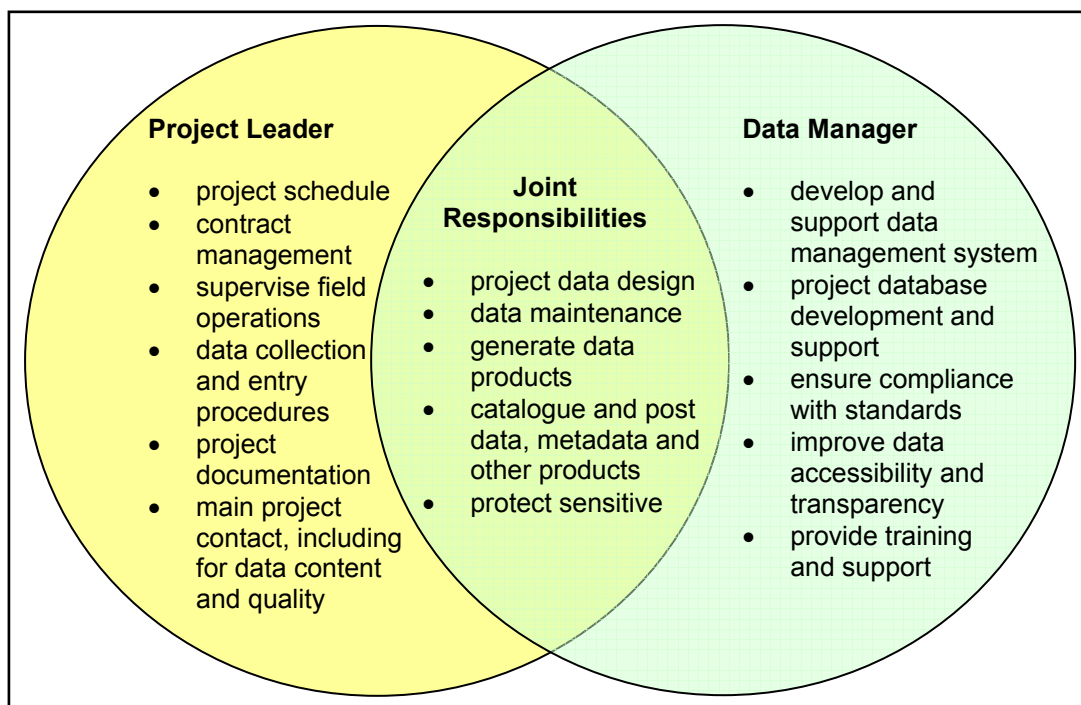 Project Leader
• project schedule
• contract
management
• supervise field
operations
• data collection
and entry
procedures
• project
documentation
• main project
contact, including
for data content
and quality
Joint
Responsibilities
• project data design
• data maintenance
• generate data
products
• catalogue and post
data, metadata and
other products
• protect sensitive
Data Manager
• develop and
support data
management system
• project database
development and
support
• ensure compliance
with standards
• improve data
accessibility and
transparency
• provide training
and support